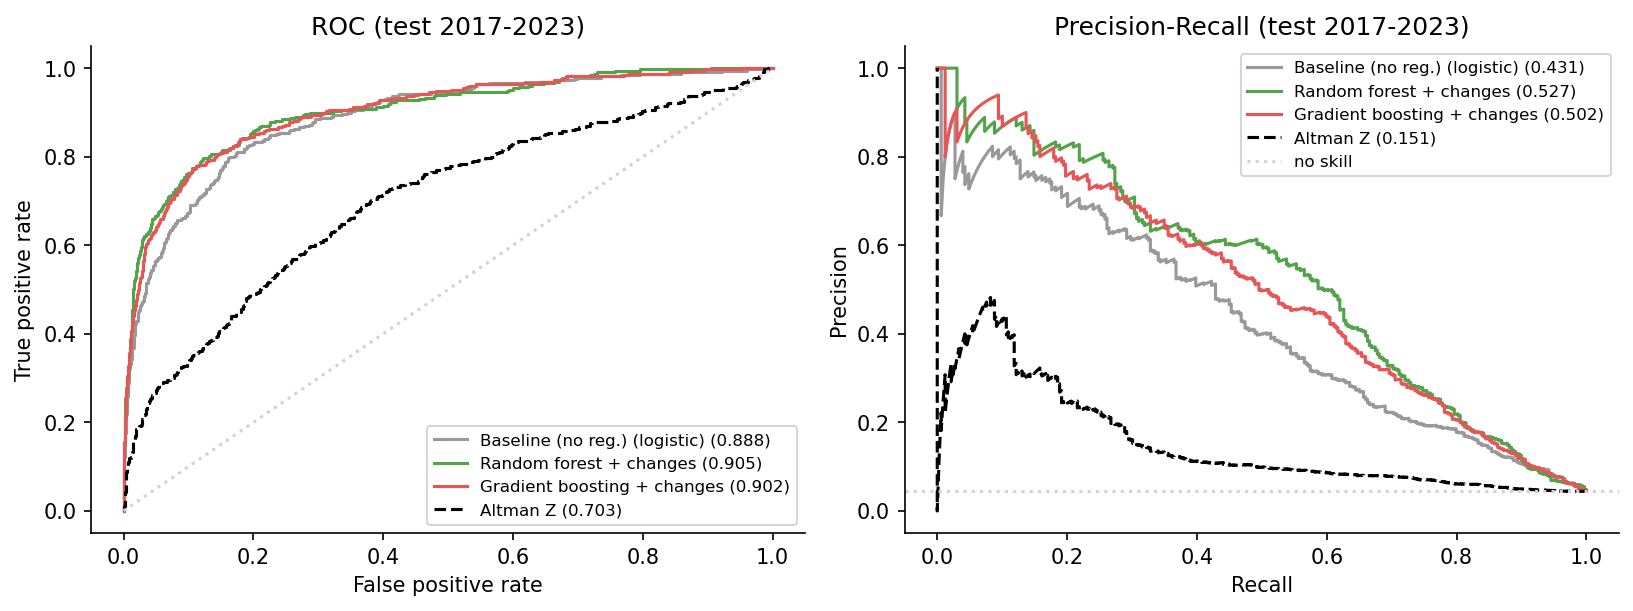 ROC (test 2017-2023)
True positive rate
1.0
0.8
0.6
0.4
0.2
0.0
Baseline (no reg.) (logistic) (0.888)
Random forest + changes (0.905)
Gradient boosting + changes (0.902)
Altman Z (0.703)
0.0 0.2 0.4 0.6 0.8 1.0
False positive rate
Precision-Recall (test 2017-2023)
Precision
1.0
0.8
0.6
0.4
0.2
0.0
Baseline (no reg.) (logistic) (0.431)
Random forest + changes (0.527)
Gradient boosting + changes (0.502)
Altman Z (0.151)
no skill
0.0 0.2 0.4 0.6 0.8 1.0
Recall